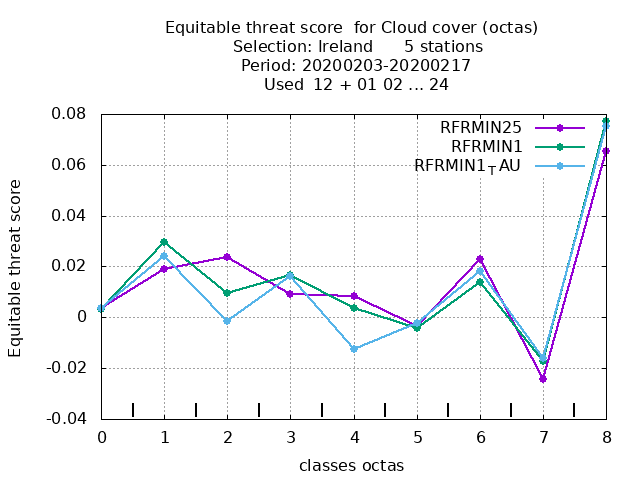 Equitable threat score  for Cloud cover (octas)
Selection: Ireland      5 stations
Period: 20200203-20200217
Used  12 + 01 02 ... 24
RFRMIN25
RFRMIN1
RFRMIN1TAU
Equitable threat score
0.08
0.06
0.04
0.02
0
-0.02
-0.04
0 1 2 3 4 5 6 7 8
classes octas